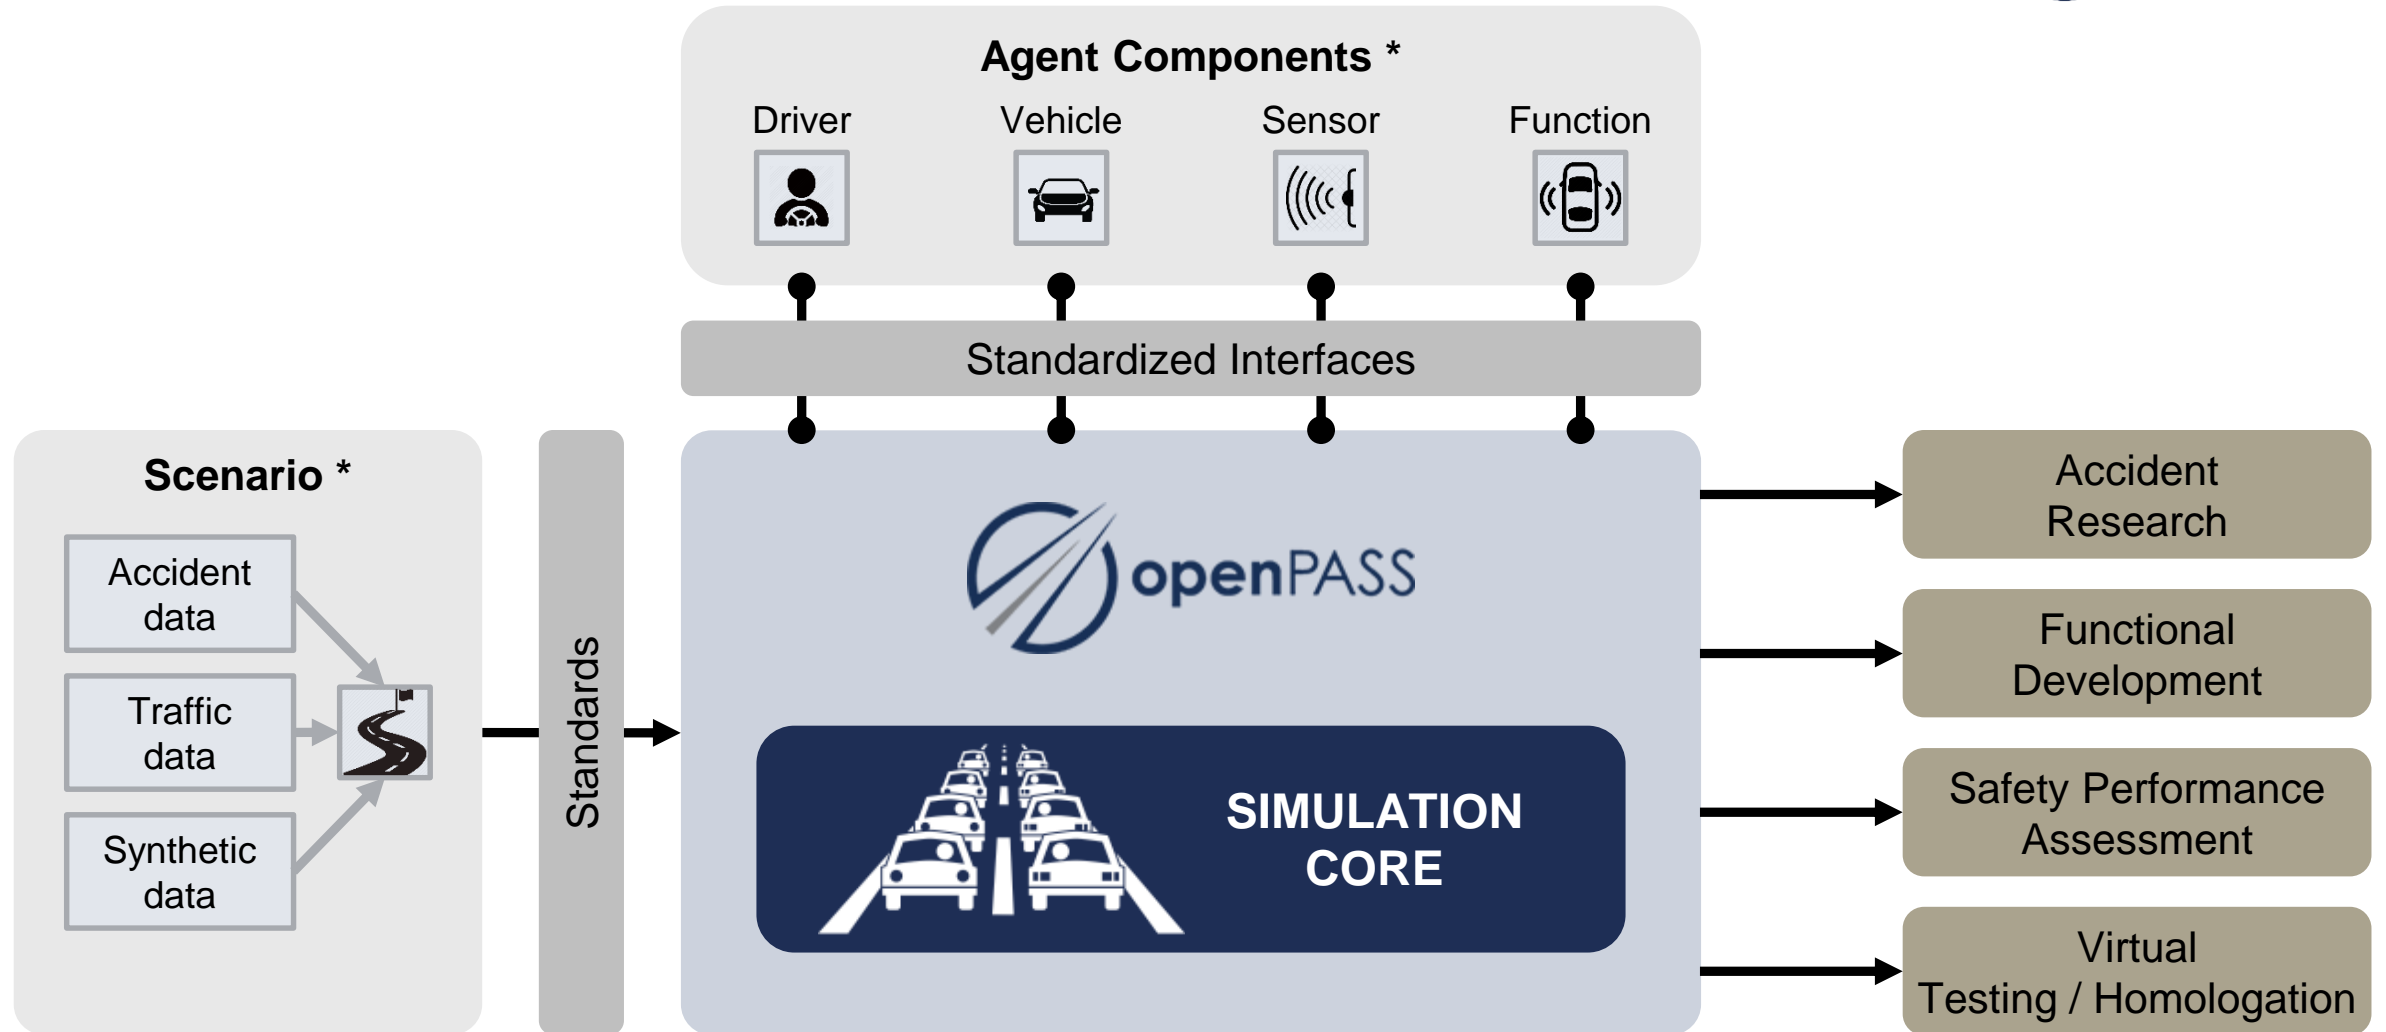 Agent Components *
Driver
Vehicle
Sensor
Function
Standardized Interfaces
Scenario *
Accident
data
Traffic
data
Synthetic
data
Standards
openPASS
SIMULATION
CORE
Accident
Research
Functional
Development
Safety Performance
Assessment
Virtual
Testing / Homologation